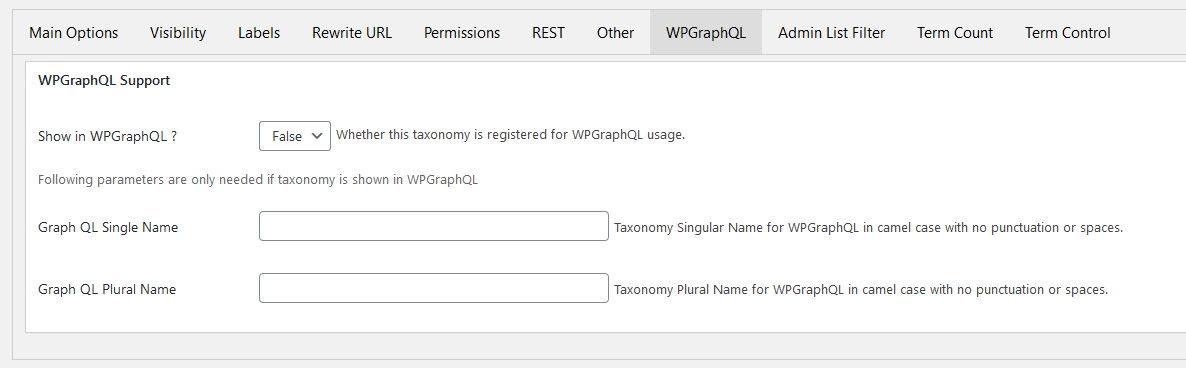 Main Options Visibility Labels Rewrite URL Permissions REST Other WPGraphQL Admin List Filter Term Count Term Control
WPGraphQL Support
Show in WPGraphQL ? False Whether this taxonomy is registered for WPGraphQL usage.
Following parameters are only needed if taxonomy is shown in WPGraphQL
Graph QL Single Name Taxonomy Singular Name for WPGraphQL in camel case with no punctuation or spaces.
Graph QL Plural Name Taxonomy Plural Name for WPGraphQL in camel case with no punctuation or spaces.